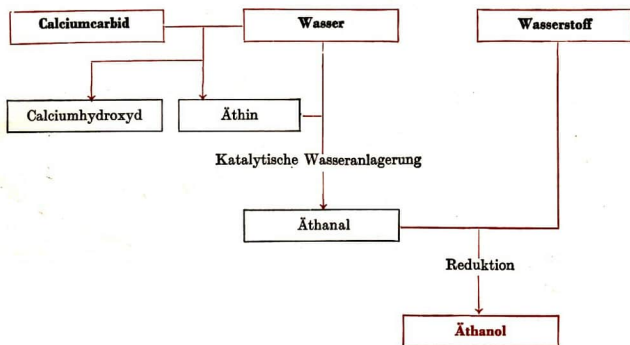 Calciumcarbid
Wasser
Wasserstoff
Calciumhydroxyd
Äthin
Katalytische Wasseranlagerung
Äthanal
Reduktion
Äthanol